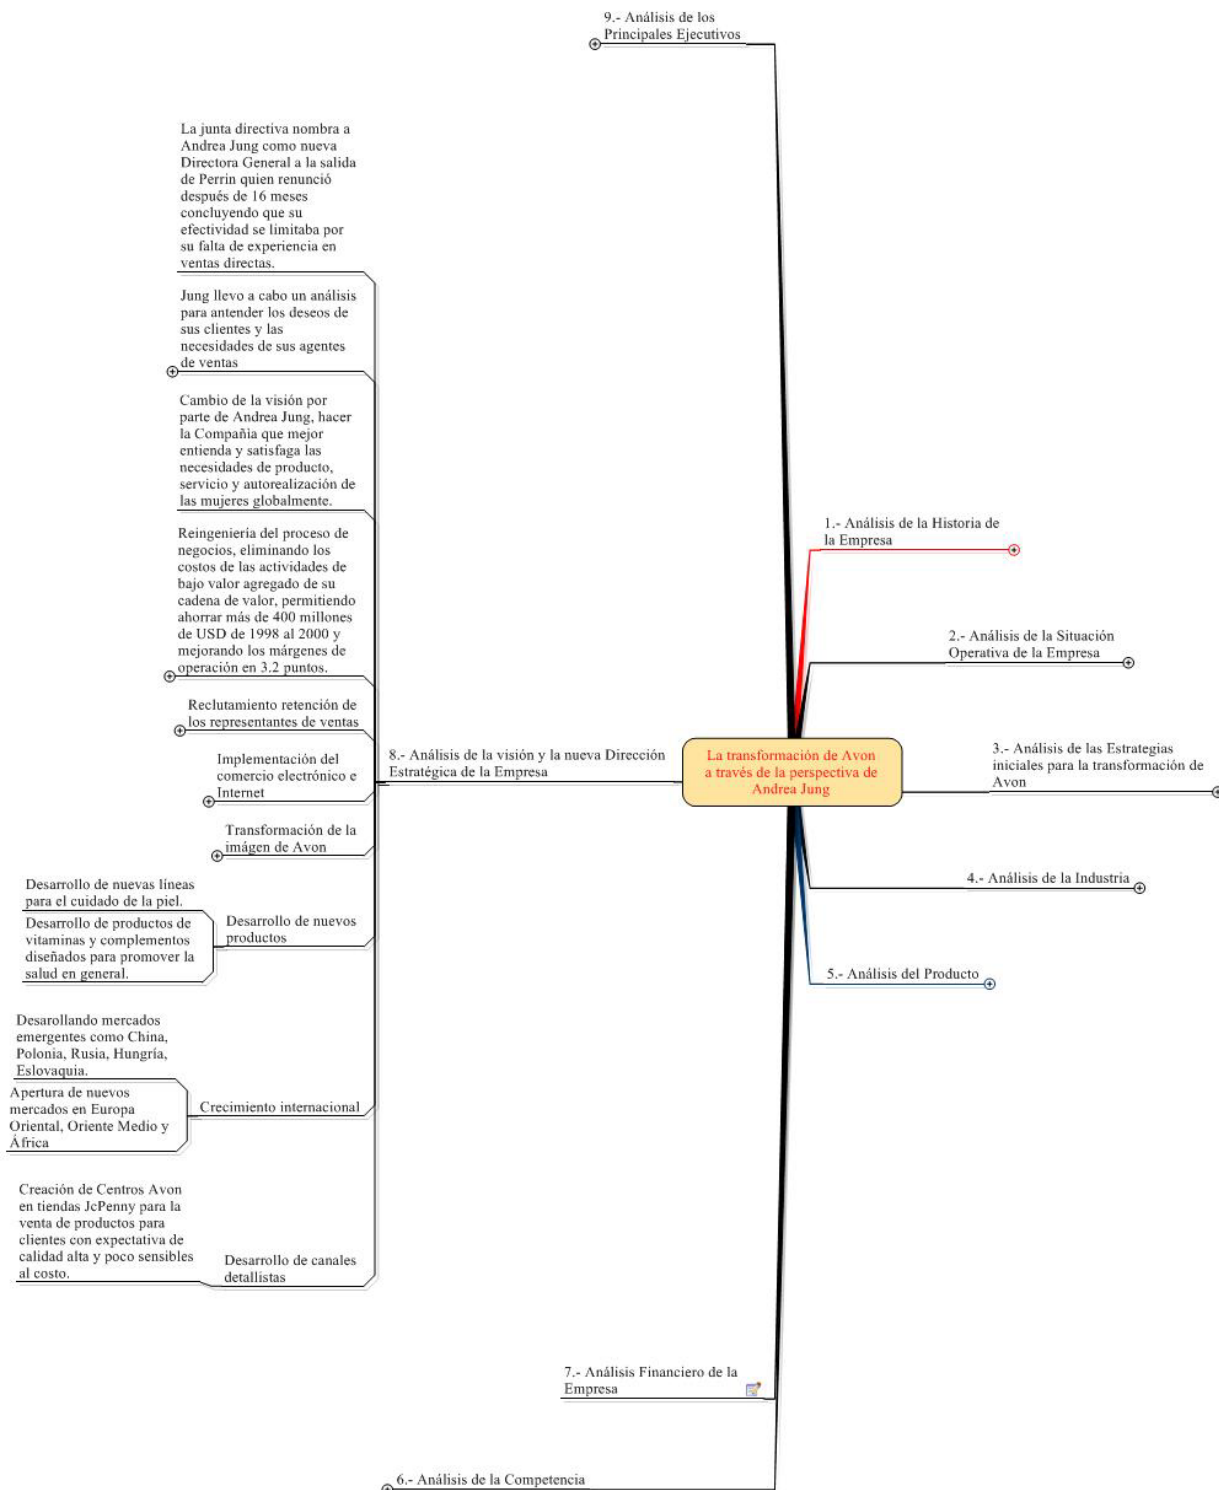 9.- Análisis de los
Principales Ejecutivos
La junta directiva nombra a
Andrea Jung como nueva
Directora General a la salida
de Perrin quien renunció
después de 16 meses
concluyendo que su
efectividad se limitaba por
su falta de experiencia en
ventas directas.
Jung llevo a cabo un análisis
para antender los deseos de
sus clientes y las
necesidades de sus agentes
de ventas
Cambio de la visión por
parte de Andrea Jung, hacer
la Compañìa que mejor
entienda y satisfaga las
necesidades de producto,
servicio y autorealización de
las mujeres globalmente.
Reingeniería del proceso de
negocios, eliminando los
costos de las actividades de
bajo valor agregado de su
cadena de valor, permitiendo
ahorrar más de 400 millones
de USD de 1998 al 2000 y
mejorando los márgenes de
operación en 3.2 puntos.
Reclutamiento retención de
los representantes de ventas
Implementación del
comercio electrónico e
Internet
Transformación de la
imágen de Avon
Desarrollo de nuevas líneas
para el cuidado de la piel.
Desarrollo de productos de
vitaminas y complementos
diseñados para promover la
salud en general.
Desarrollo de nuevos
productos
Desarollando mercados
emergentes como China,
Polonia, Rusia, Hungría,
Eslovaquia.
Apertura de nuevos
mercados en Europa
Oriental, Oriente Medio y
África
Crecimiento internacional
Creación de Centros Avon
en tiendas JcPenny para la
venta de productos para
clientes con expectativa de
calidad alta y poco sensibles
al costo.
Desarrollo de canales
detallistas
8.- Análisis de la visión y la nueva Dirección
Estratégica de la Empresa
La transformación de Avon
a través de la perspectiva de
Andrea Jung
1.- Análisis de la Historia de
la Empresa
2.- Análisis de la Situación
Operativa de la Empresa
3.- Análisis de las Estrategias
iniciales para la transformación de
Avon
4.- Análisis de la Industria
5.- Análisis del Producto
7.- Análisis Financiero de la
Empresa
6.- Análisis de la Competencia